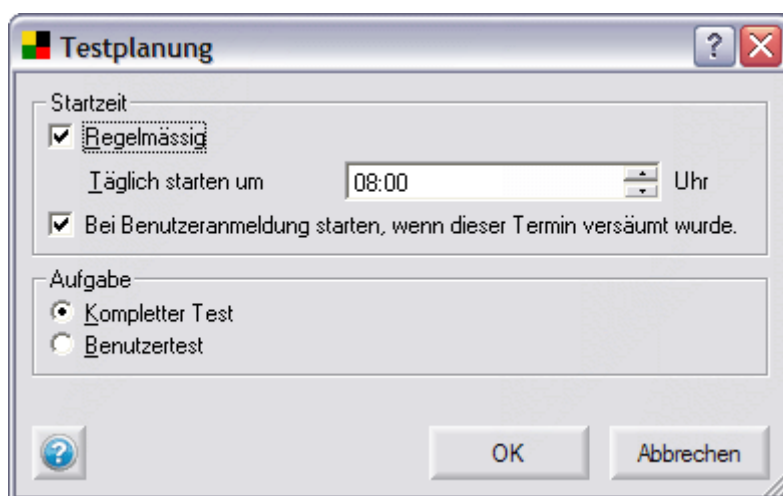 Testplanung
Startzeit
Regelmässig
Täglich starten um 08:00 Uhr
Bei Benutzeranmeldung starten, wenn dieser Termin versäumt wurde.
Aufgabe
Kompletter Test
Benutzertest
OK Abbrechen